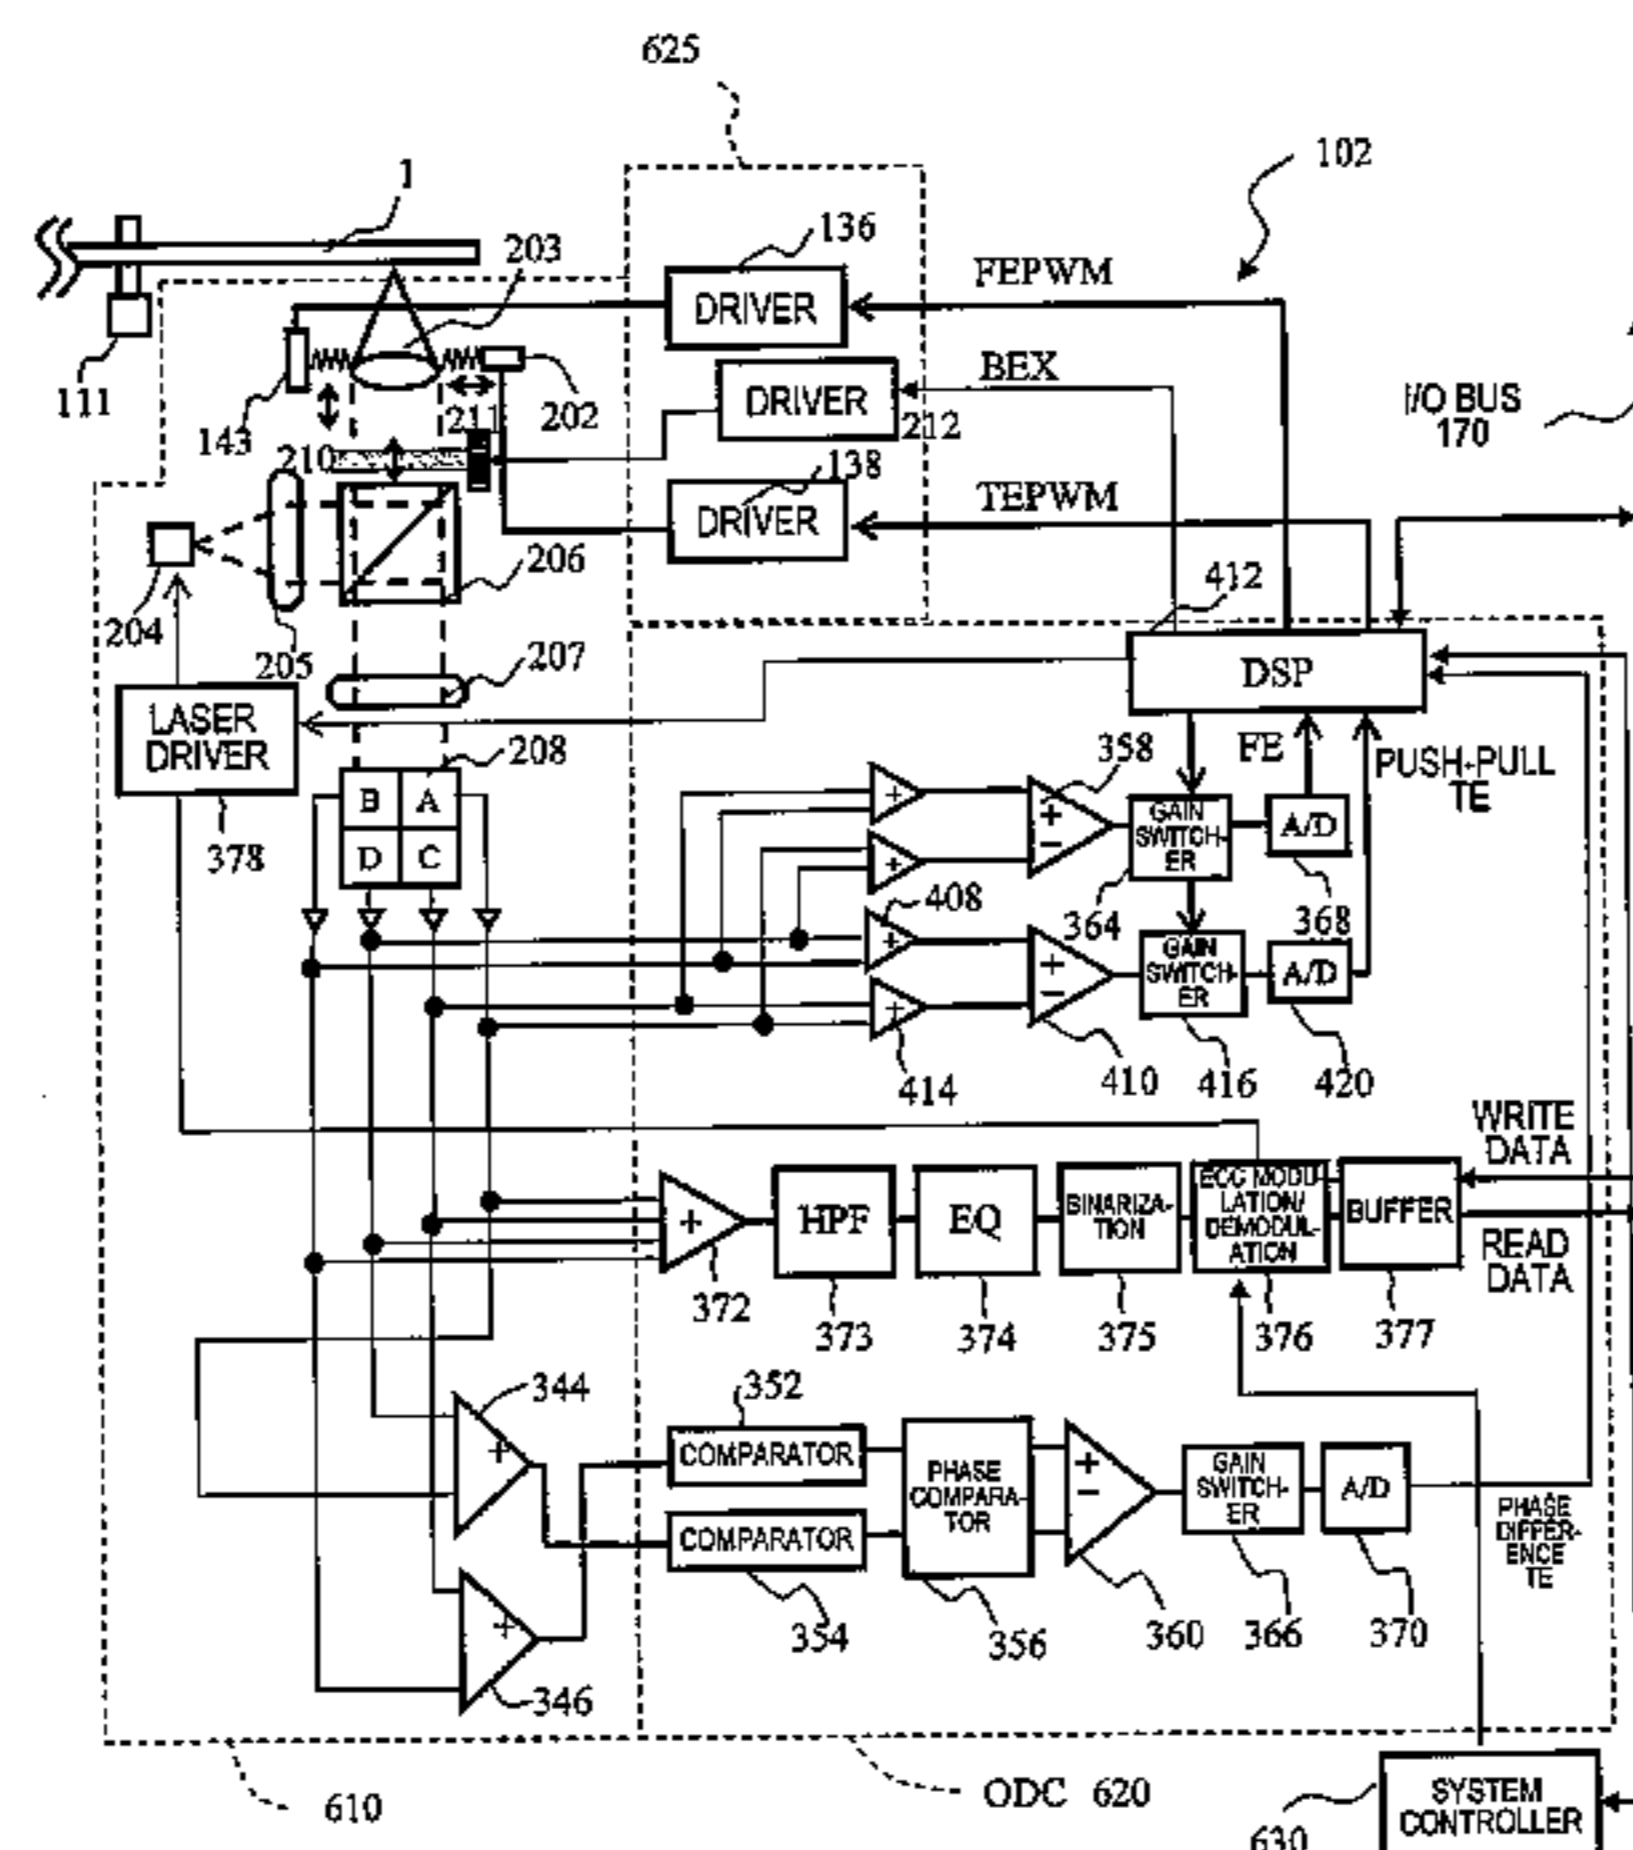 625
102
1
203
136
DRIVER
FEPWM
111
143
211
202
BEX
DRIVER
212
I/O BUS
170
210
138
DRIVER
TEPWM
204
205
206
412
207
DSP
LASER
DRIVER
378
208
B A
D C
358
FE
PUSH-PULL
TE
+
+
+
−
GAIN
SWITCH-
ER
A/D
364
368
408
+
+
414
+
−
410
GAIN
SWITCH-
ER
416
A/D
420
WRITE
DATA
+
372
HPF
373
EQ
374
BINARIZA-
TION
375
ECC MODU-
LATION/
DEMODUL-
ATION
376
BUFFER
377
READ
DATA
344
+
352
COMPARATOR
COMPARATOR
354
PHASE
COMPARA-
TOR
356
+
−
360
GAIN
SWITCH-
ER
366
A/D
370
PHASE
DIFFER-
ENCE
TE
+
346
610
ODC 620
630
SYSTEM
CONTROLLER